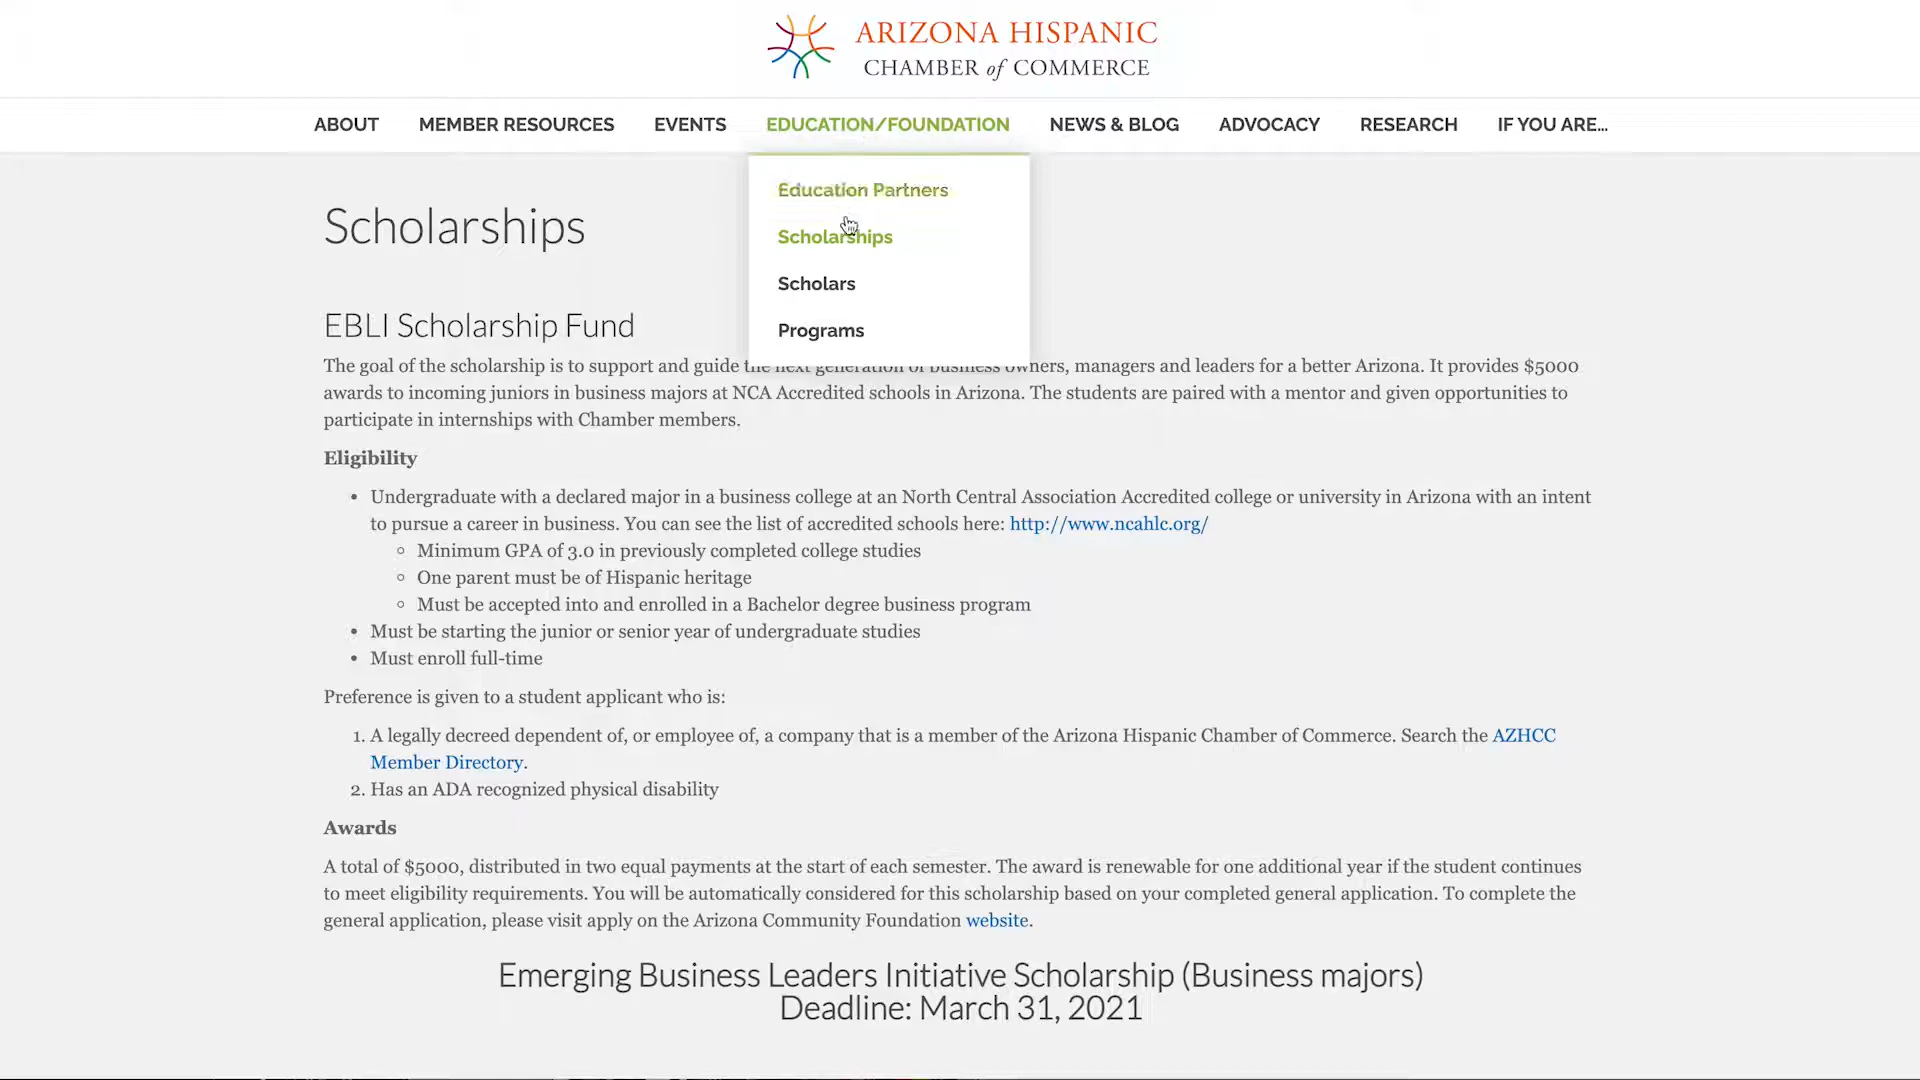 ARIZONA HISPANIC
CHAMBER of COMMERCE
ABOUT MEMBER RESOURCES EVENTS EDUCATION/FOUNDATION NEWS & BLOG ADVOCACY RESEARCH IF YOU ARE...
Education Partners
Scholarships
Scholars
Programs
Scholarships
EBLI Scholarship Fund
The goal of the scholarship is to support and guide the next generation of business owners, managers and leaders for a better Arizona. It provides $5000
awards to incoming juniors in business majors at NCA Accredited schools in Arizona. The students are paired with a mentor and given opportunities to
participate in internships with Chamber members.
Eligibility
• Undergraduate with a declared major in a business college at an North Central Association Accredited college or university in Arizona with an intent
to pursue a career in business. You can see the list of accredited schools here: http://www.ncahlc.org/
◦ Minimum GPA of 3.0 in previously completed college studies
◦ One parent must be of Hispanic heritage
◦ Must be accepted into and enrolled in a Bachelor degree business program
• Must be starting the junior or senior year of undergraduate studies
• Must enroll full-time
Preference is given to a student applicant who is:
1. A legally decreed dependent of, or employee of, a company that is a member of the Arizona Hispanic Chamber of Commerce. Search the AZHCC
Member Directory.
2. Has an ADA recognized physical disability
Awards
A total of $5000, distributed in two equal payments at the start of each semester. The award is renewable for one additional year if the student continues
to meet eligibility requirements. You will be automatically considered for this scholarship based on your completed general application. To complete the
general application, please visit apply on the Arizona Community Foundation website.
Emerging Business Leaders Initiative Scholarship (Business majors)
Deadline: March 31, 2021